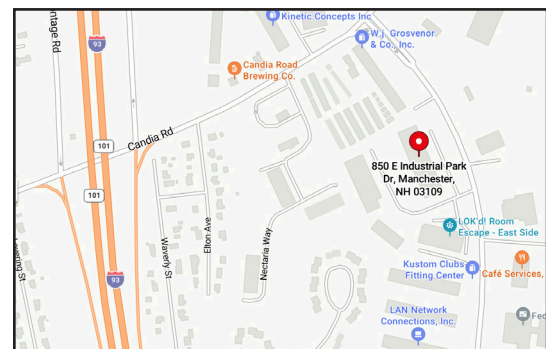 ntage Rd
93
Kinetic Concepts Inc
W.j. Grosvenor
& Co., Inc.
Candia Road
Brewing Co.
Candia Rd
101
101
850 E Industrial Park
Dr, Manchester,
NH 03109
Elton Ave
Waverly St
Nectaria Way
LOK'd! Room
Escape - East Side
Kustom Clubs
Fitting Center
Café Services,
93
LAN Network
Connections, Inc.
Fed